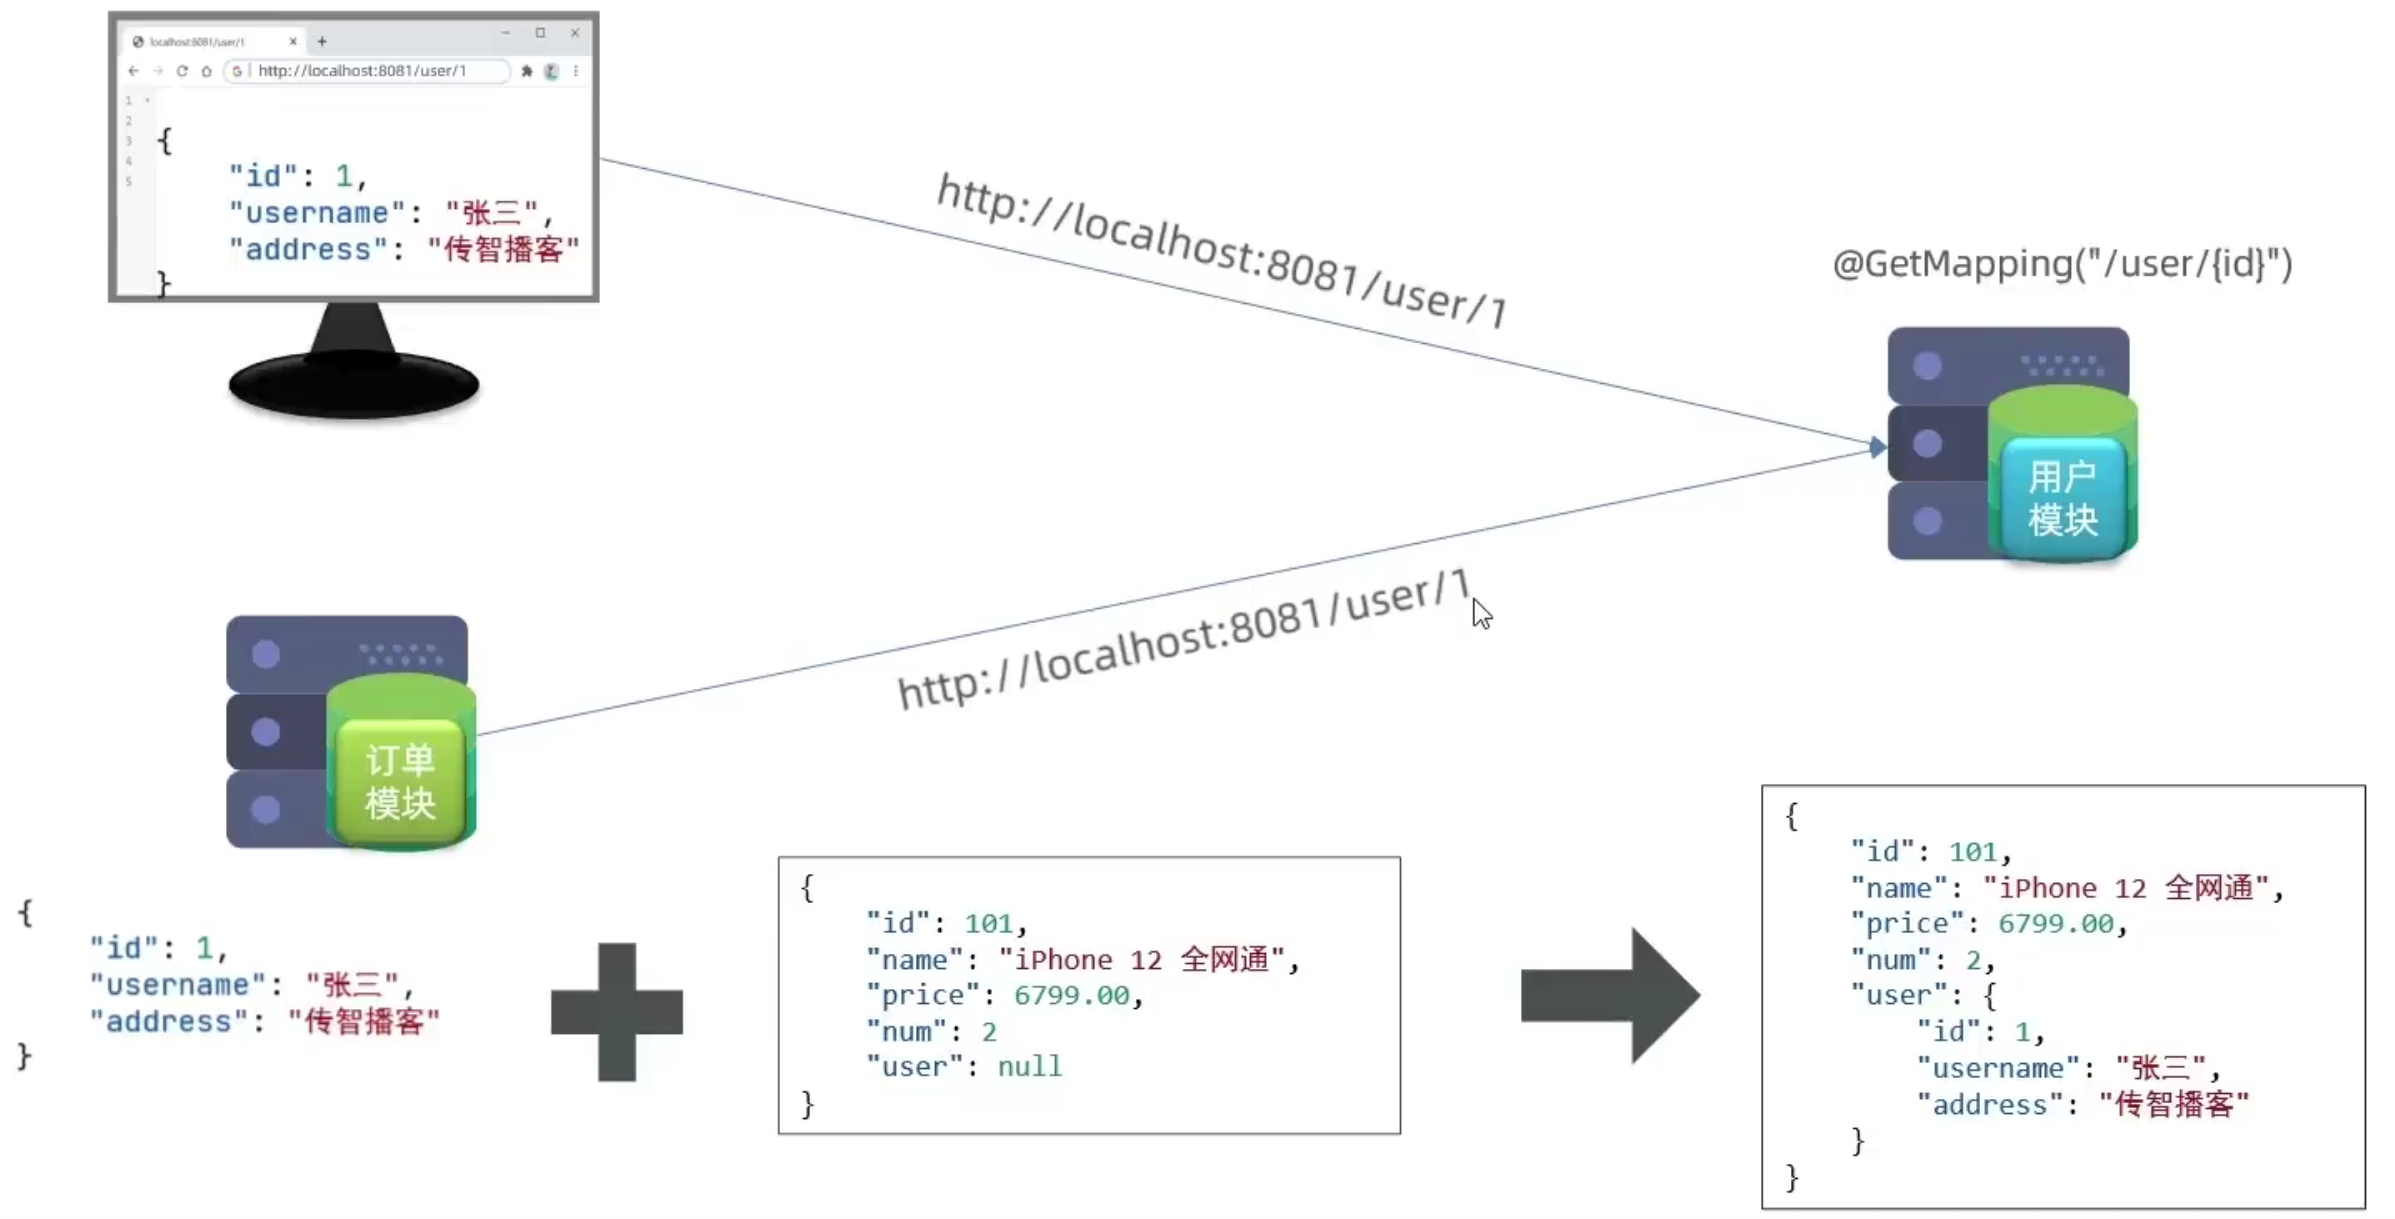 localhost:8081/user/1
http://localhost:8081/user/1
1
2
3
4
5
{
"id": 1,
"username": "张三",
"address": "传智播客"
}
http://localhost:8081/user/1
@GetMapping("/user/{id}")
用户
模块
http://localhost:8081/user/1
订单
模块
{
"id": 1,
"username": "张三",
"address": "传智播客"
}
{
"id": 101,
"name": "iPhone 12 全网通",
"price": 6799.00,
"num": 2
"user": null
}
{
"id": 101,
"name": "iPhone 12 全网通",
"price": 6799.00,
"num": 2,
"user": {
"id": 1,
"username": "张三",
"address": "传智播客"
}
}